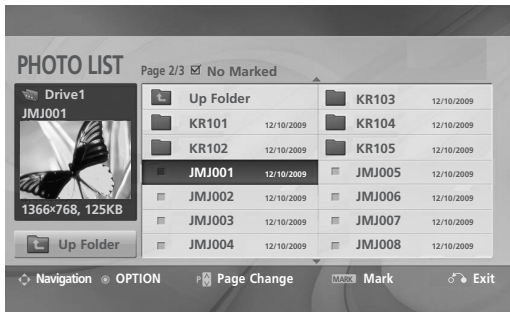 PHOTO LIST
Page 2/3 ☑ No Marked
Drive1
JMJ001
1366×768, 125KB
Up Folder
Up Folder
KR101 12/10/2009
KR102 12/10/2009
JMJ001 12/10/2009
JMJ002 12/10/2009
JMJ003 12/10/2009
JMJ004 12/10/2009
KR103 12/10/2009
KR104 12/10/2009
KR105 12/10/2009
JMJ005 12/10/2009
JMJ006 12/10/2009
JMJ007 12/10/2009
JMJ008 12/10/2009
Navigation OPTION P Page Change MARK Mark Exit